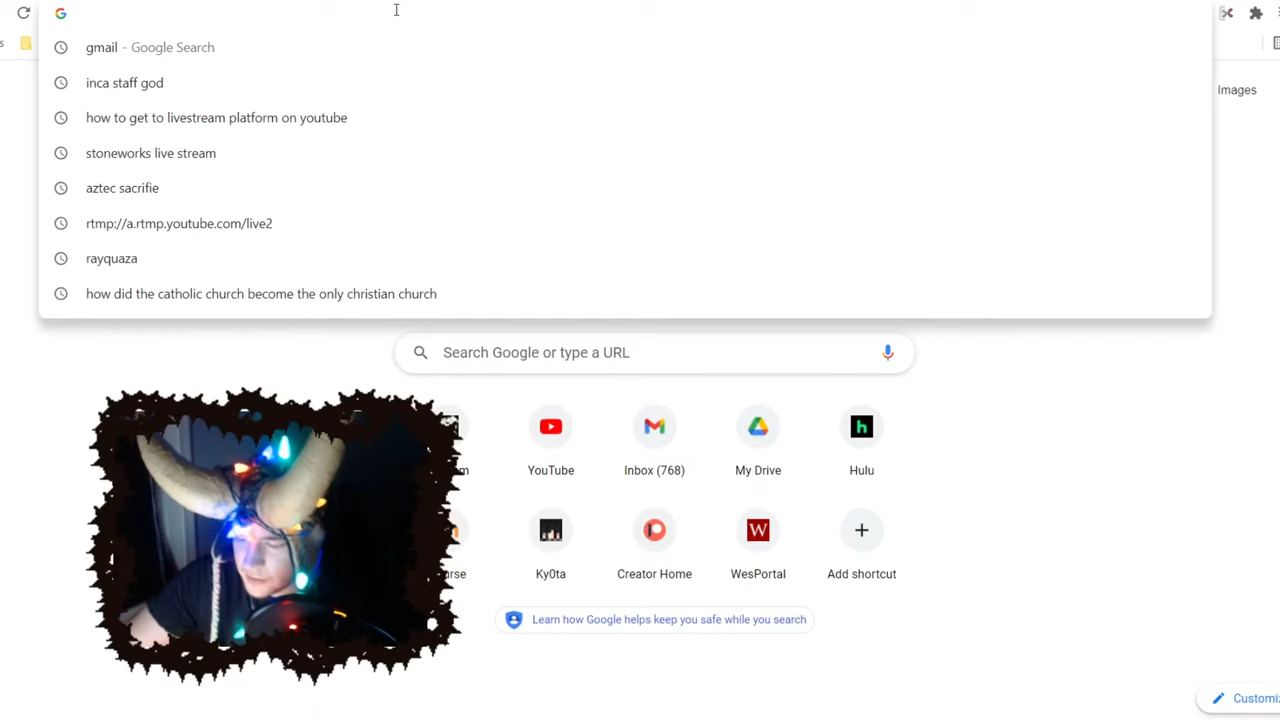 s
gmail - Google Search
inca staff god
how to get to livestream platform on youtube
stoneworks live stream
aztec sacrifie
rtmp://a.rtmp.youtube.com/live2
rayquaza
how did the catholic church become the only christian church
Images
Search Google or type a URL
m YouTube Inbox (768) My Drive Hulu
urse Ky0ta Creator Home WesPortal Add shortcut
Learn how Google helps keep you safe while you search
Customiz